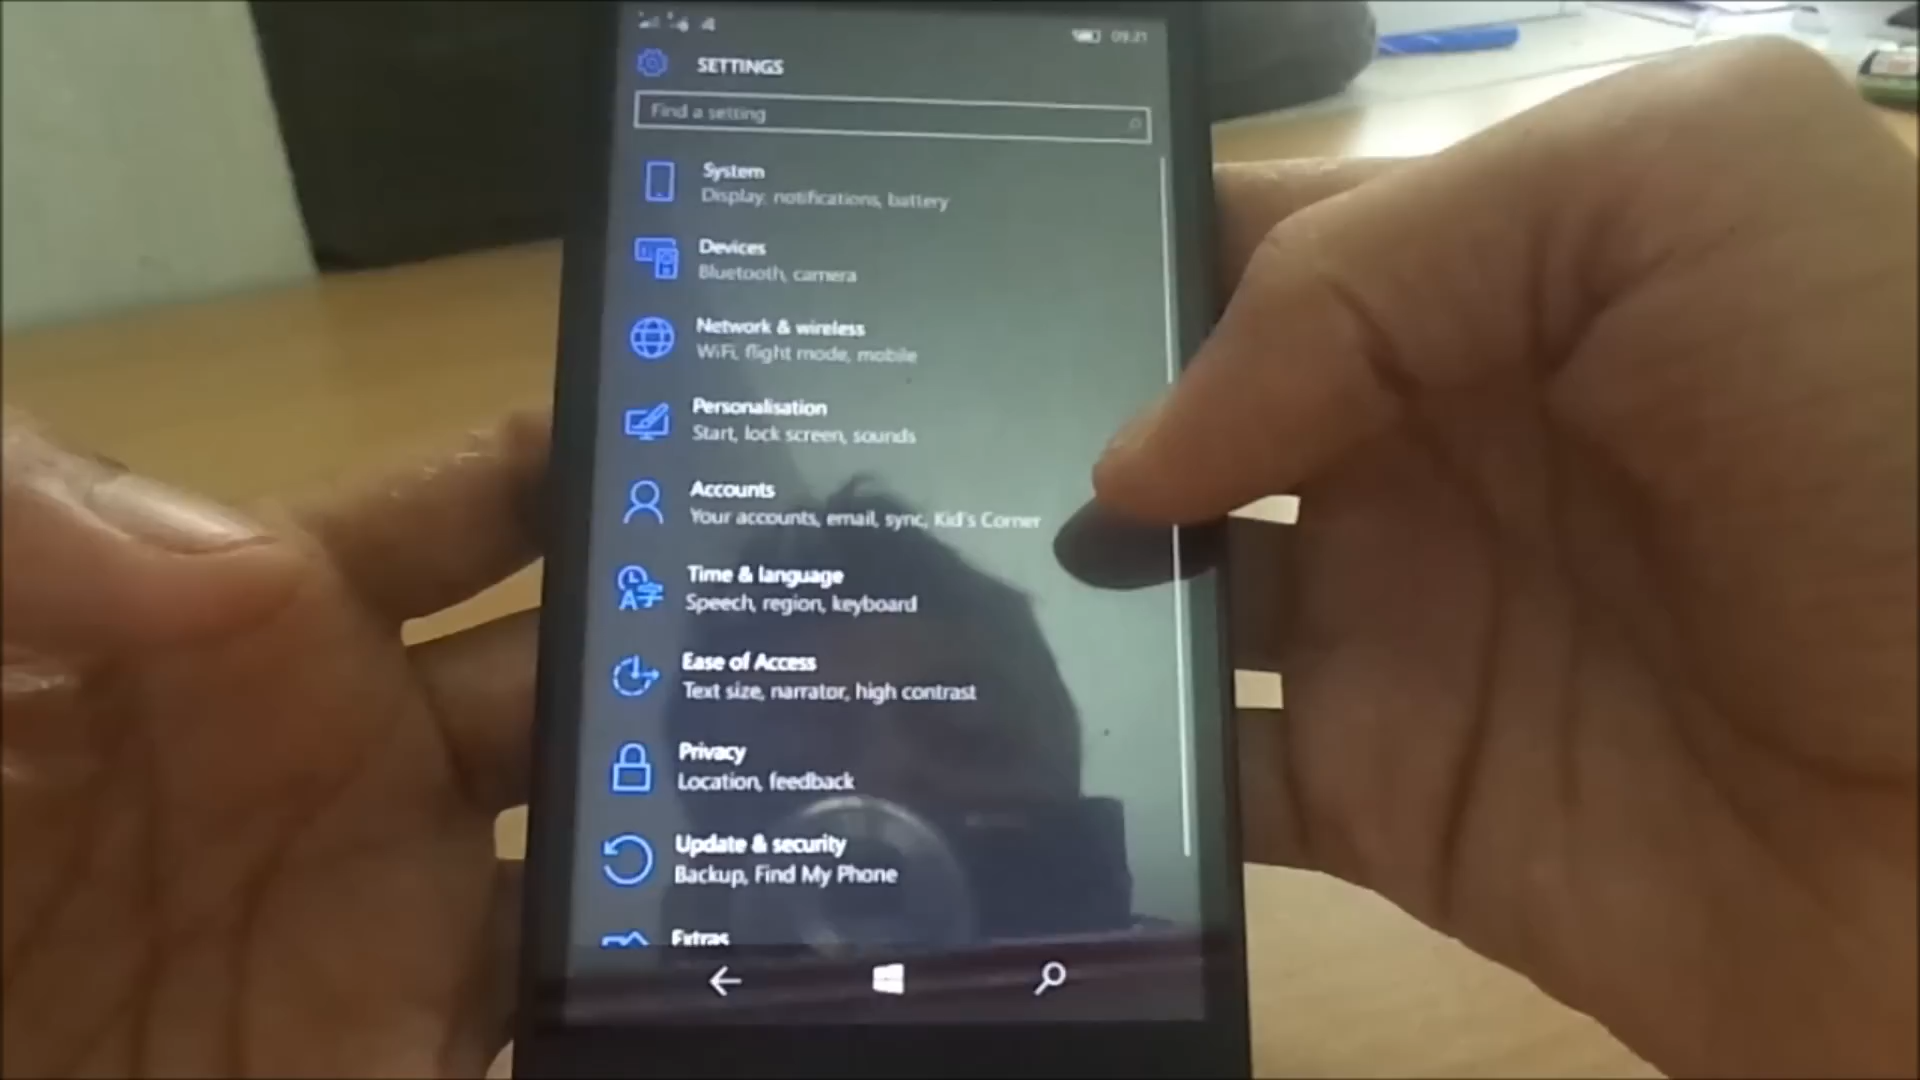 09:21
SETTINGS
Find a setting
System
Display, notifications, battery
Devices
Bluetooth, camera
Network & wireless
WiFi, flight mode, mobile
Personalisation
Start, lock screen, sounds
Accounts
Your accounts, email, sync, Kid's Corner
Time & language
Speech, region, keyboard
Ease of Access
Text size, narrator, high contrast
Privacy
Location, feedback
Update & security
Backup, Find My Phone
Extras